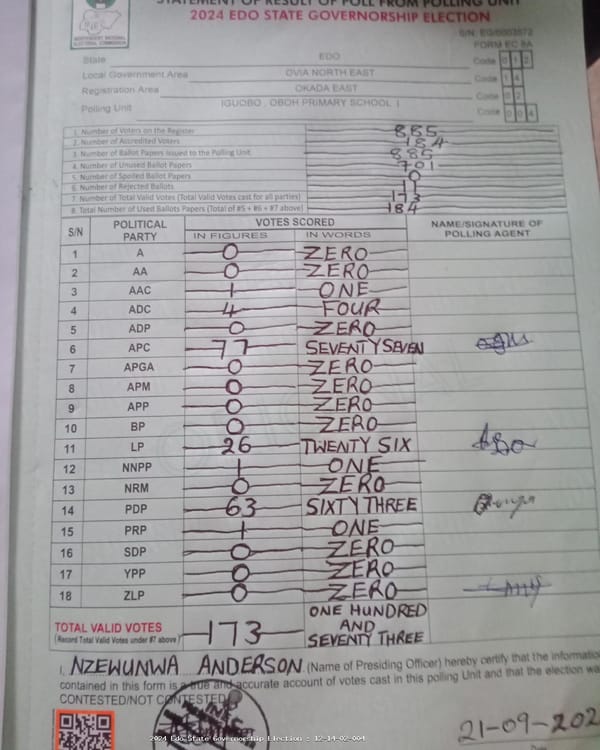 STATEMENT OF RESULT OF POLL FROM POLLING UNIT
2024 EDO STATE GOVERNORSHIP ELECTION
INDEPENDENT NATIONAL
ELECTORAL COMMISSION
FORM EC 8A
State EDO Code 0 1 2
Local Government Area OVIA NORTH EAST Code 1 4
Registration Area OKADA EAST Code 0 2
Polling Unit IGUOBO, OBOH PRIMARY SCHOOL I Code 0 0 4
1. Number of Voters on the Register 885
2. Number of Accredited Voters 184
3. Number of Ballot Papers Issued to the Polling Unit 885
4. Number of Unused Ballot Papers 701
5. Number of Spoiled Ballot Papers 0
6. Number of Rejected Ballots 11
7. Number of Total Valid Votes (Total Valid Votes cast for all parties) 173
8. Total Number of Used Ballots Papers (Total of #5 + #6 + #7 above) 184
S/N POLITICAL PARTY VOTES SCORED NAME/SIGNATURE OF POLLING AGENT
IN FIGURES IN WORDS
1 A 0 ZERO
2 AA 0 ZERO
3 AAC 1 ONE
4 ADC 4 FOUR
5 ADP 0 ZERO
6 APC 77 SEVENTY SEVEN
7 APGA 0 ZERO
8 APM 0 ZERO
9 APP 0 ZERO
10 BP 0 ZERO
11 LP 26 TWENTY SIX
12 NNPP 1 ONE
13 NRM 0 ZERO
14 PDP 63 SIXTY THREE
15 PRP 1 ONE
16 SDP 0 ZERO
17 YPP 0 ZERO
18 ZLP 0 ZERO
TOTAL VALID VOTES 173 ONE HUNDRED AND SEVENTY THREE
(Record Total Valid Votes under #7 above)
I, NZEWUNWA ANDERSON (Name of Presiding Officer) hereby certify that the information
contained in this form is a true and accurate account of votes cast in this polling Unit and that the election was
CONTESTED/NOT CONTESTED
21-09-202
2024 Edo State Governorship Election : 12-14-02-004